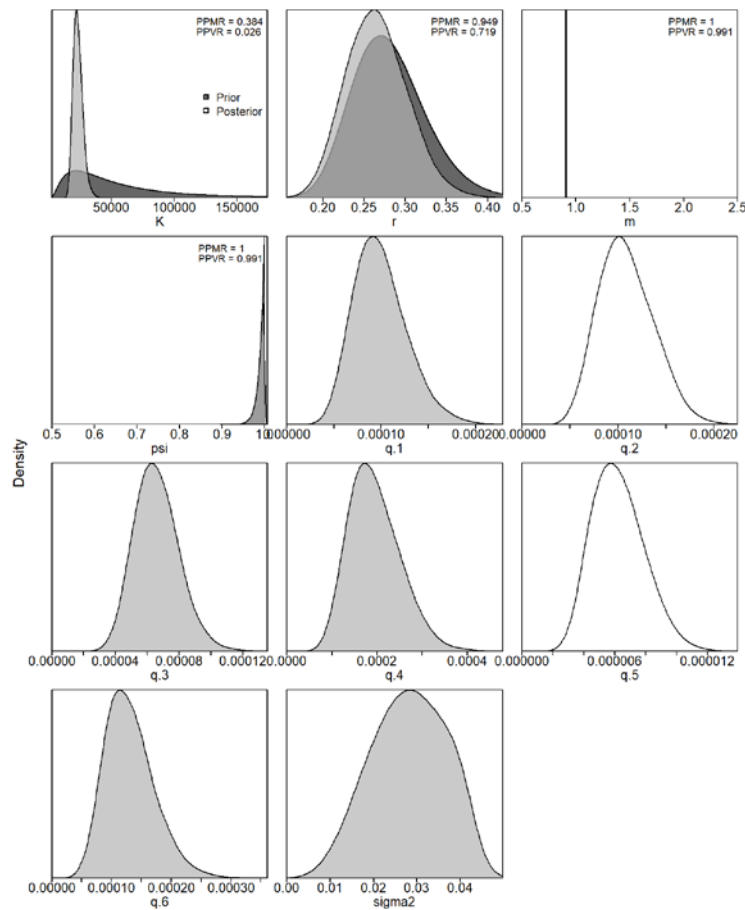 PPMR = 0.384
PPVR = 0.026
Prior
Posterior
50000 100000 150000
K
PPMR = 0.949
PPVR = 0.719
0.20 0.25 0.30 0.35 0.40
r
PPMR = 1
PPVR = 0.991
0.5 1.0 1.5 2.0 2.5
m
PPMR = 1
PPVR = 0.991
0.5 0.6 0.7 0.8 0.9 1.0
psi
0.00000 0.00010 0.00020
q.1
0.00000 0.00010 0.00020
q.2
Density
0.00000 0.00004 0.00008 0.00012
q.3
0.0000 0.0002 0.0004
q.4
0.000000 0.000006 0.000012
q.5
0.00000 0.00010 0.00020 0.00030
q.6
0.00 0.01 0.02 0.03 0.04
sigma2